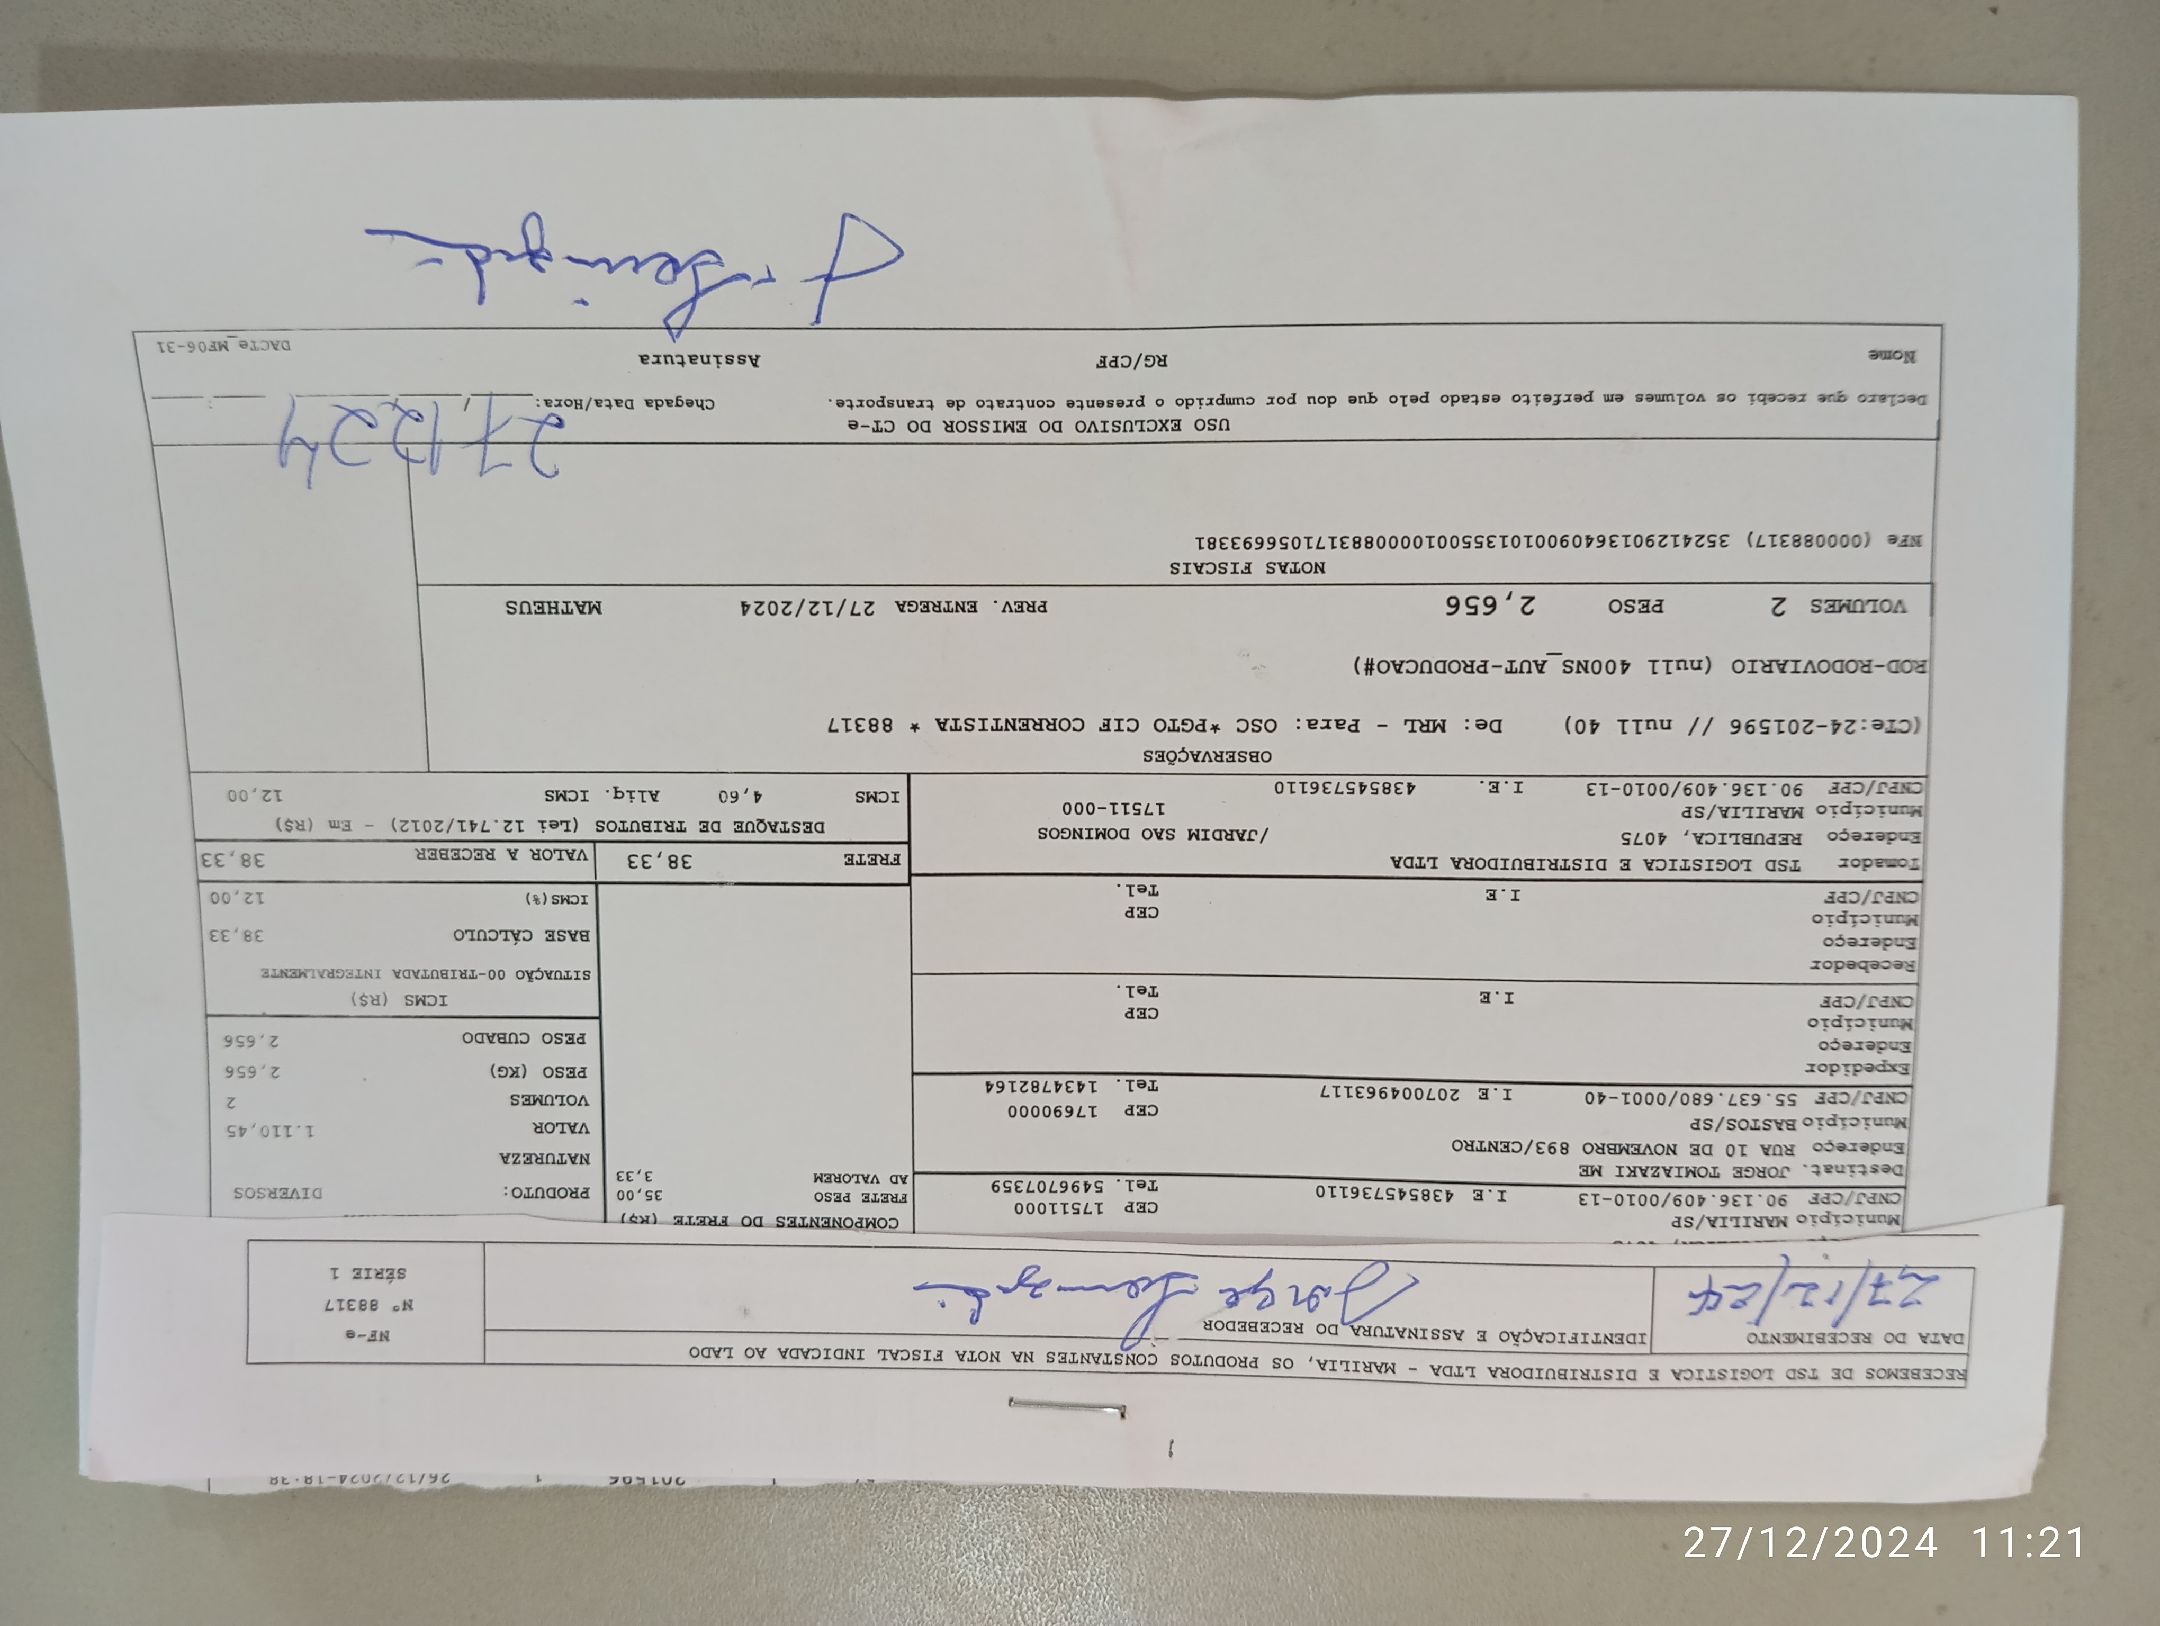 RECEBEMOS DE TSD LOGISTICA E DISTRIBUIDORA LTDA - MARILIA, OS PRODUTOS CONSTANTES NA NOTA FISCAL INDICADA AO LADO
DATA DO RECEBIMENTO
IDENTIFICAÇÃO E ASSINATURA DO RECEBEDOR
27/12/24
Jorge
NF-e
Nº 88317
SÉRIE 1
Município MARILIA/SP
CEP 17511000
CNPJ/CPF 90.136.409/0010-13 I.E 438545736110 Tel. 5496707359
Destinat. JORGE TOMIAZAKI ME
Endereço RUA 10 DE NOVEMBRO 893/CENTRO
Município BASTOS/SP CEP 17690000
CNPJ/CPF 55.637.680/0001-40 I.E 207004963117 Tel. 1434782164
Expedidor
Endereço
Município CEP
CNPJ/CPF I.E Tel.
Recebedor
Endereço
Município CEP
CNPJ/CPF I.E Tel.
Tomador TSD LOGISTICA E DISTRIBUIDORA LTDA
Endereço REPUBLICA, 4075 /JARDIM SAO DOMINGOS
Município MARILIA/SP 17511-000
CNPJ/CPF 90.136.409/0010-13 I.E. 438545736110
COMPONENTES DO FRETE (R$)
FRETE PESO 35,00
AD VALOREM 3,33
FRETE 38,33
PRODUTO: DIVERSOS
NATUREZA
VALOR 1.110,45
VOLUMES 2
PESO (KG) 2,656
PESO CUBADO 2,656
ICMS (R$)
SITUAÇÃO 00-TRIBUTADA INTEGRALMENTE
BASE CÁLCULO 38,33
ICMS(%) 12,00
VALOR A RECEBER 38,33
DESTAQUE DE TRIBUTOS (Lei 12.741/2012) - Em (R$)
ICMS 4,60 Aliq. ICMS 12,00
OBSERVAÇÕES
(CTe:24-201596 // null 40) De: MRL - Para: OSC *PGTO CIF CORRENTISTA * 88317
ROD-RODOVIARIO (null 400NS_AUT-PRODUCAO#)
VOLUMES 2 PESO 2,656 PREV. ENTREGA 27/12/2024 MATHEUS
NOTAS FISCAIS
NFe (000088317) 35241290136409001013550010000883171056693381
USO EXCLUSIVO DO EMISSOR DO CT-e
Declaro que recebi os volumes em perfeito estado pelo que dou por cumprido o presente contrato de transporte. Chegada Data/Hora: __/__/__ __:__
27 12 24
Nome RG/CPF Assinatura DACTe_MF06-31
27/12/2024 11:21